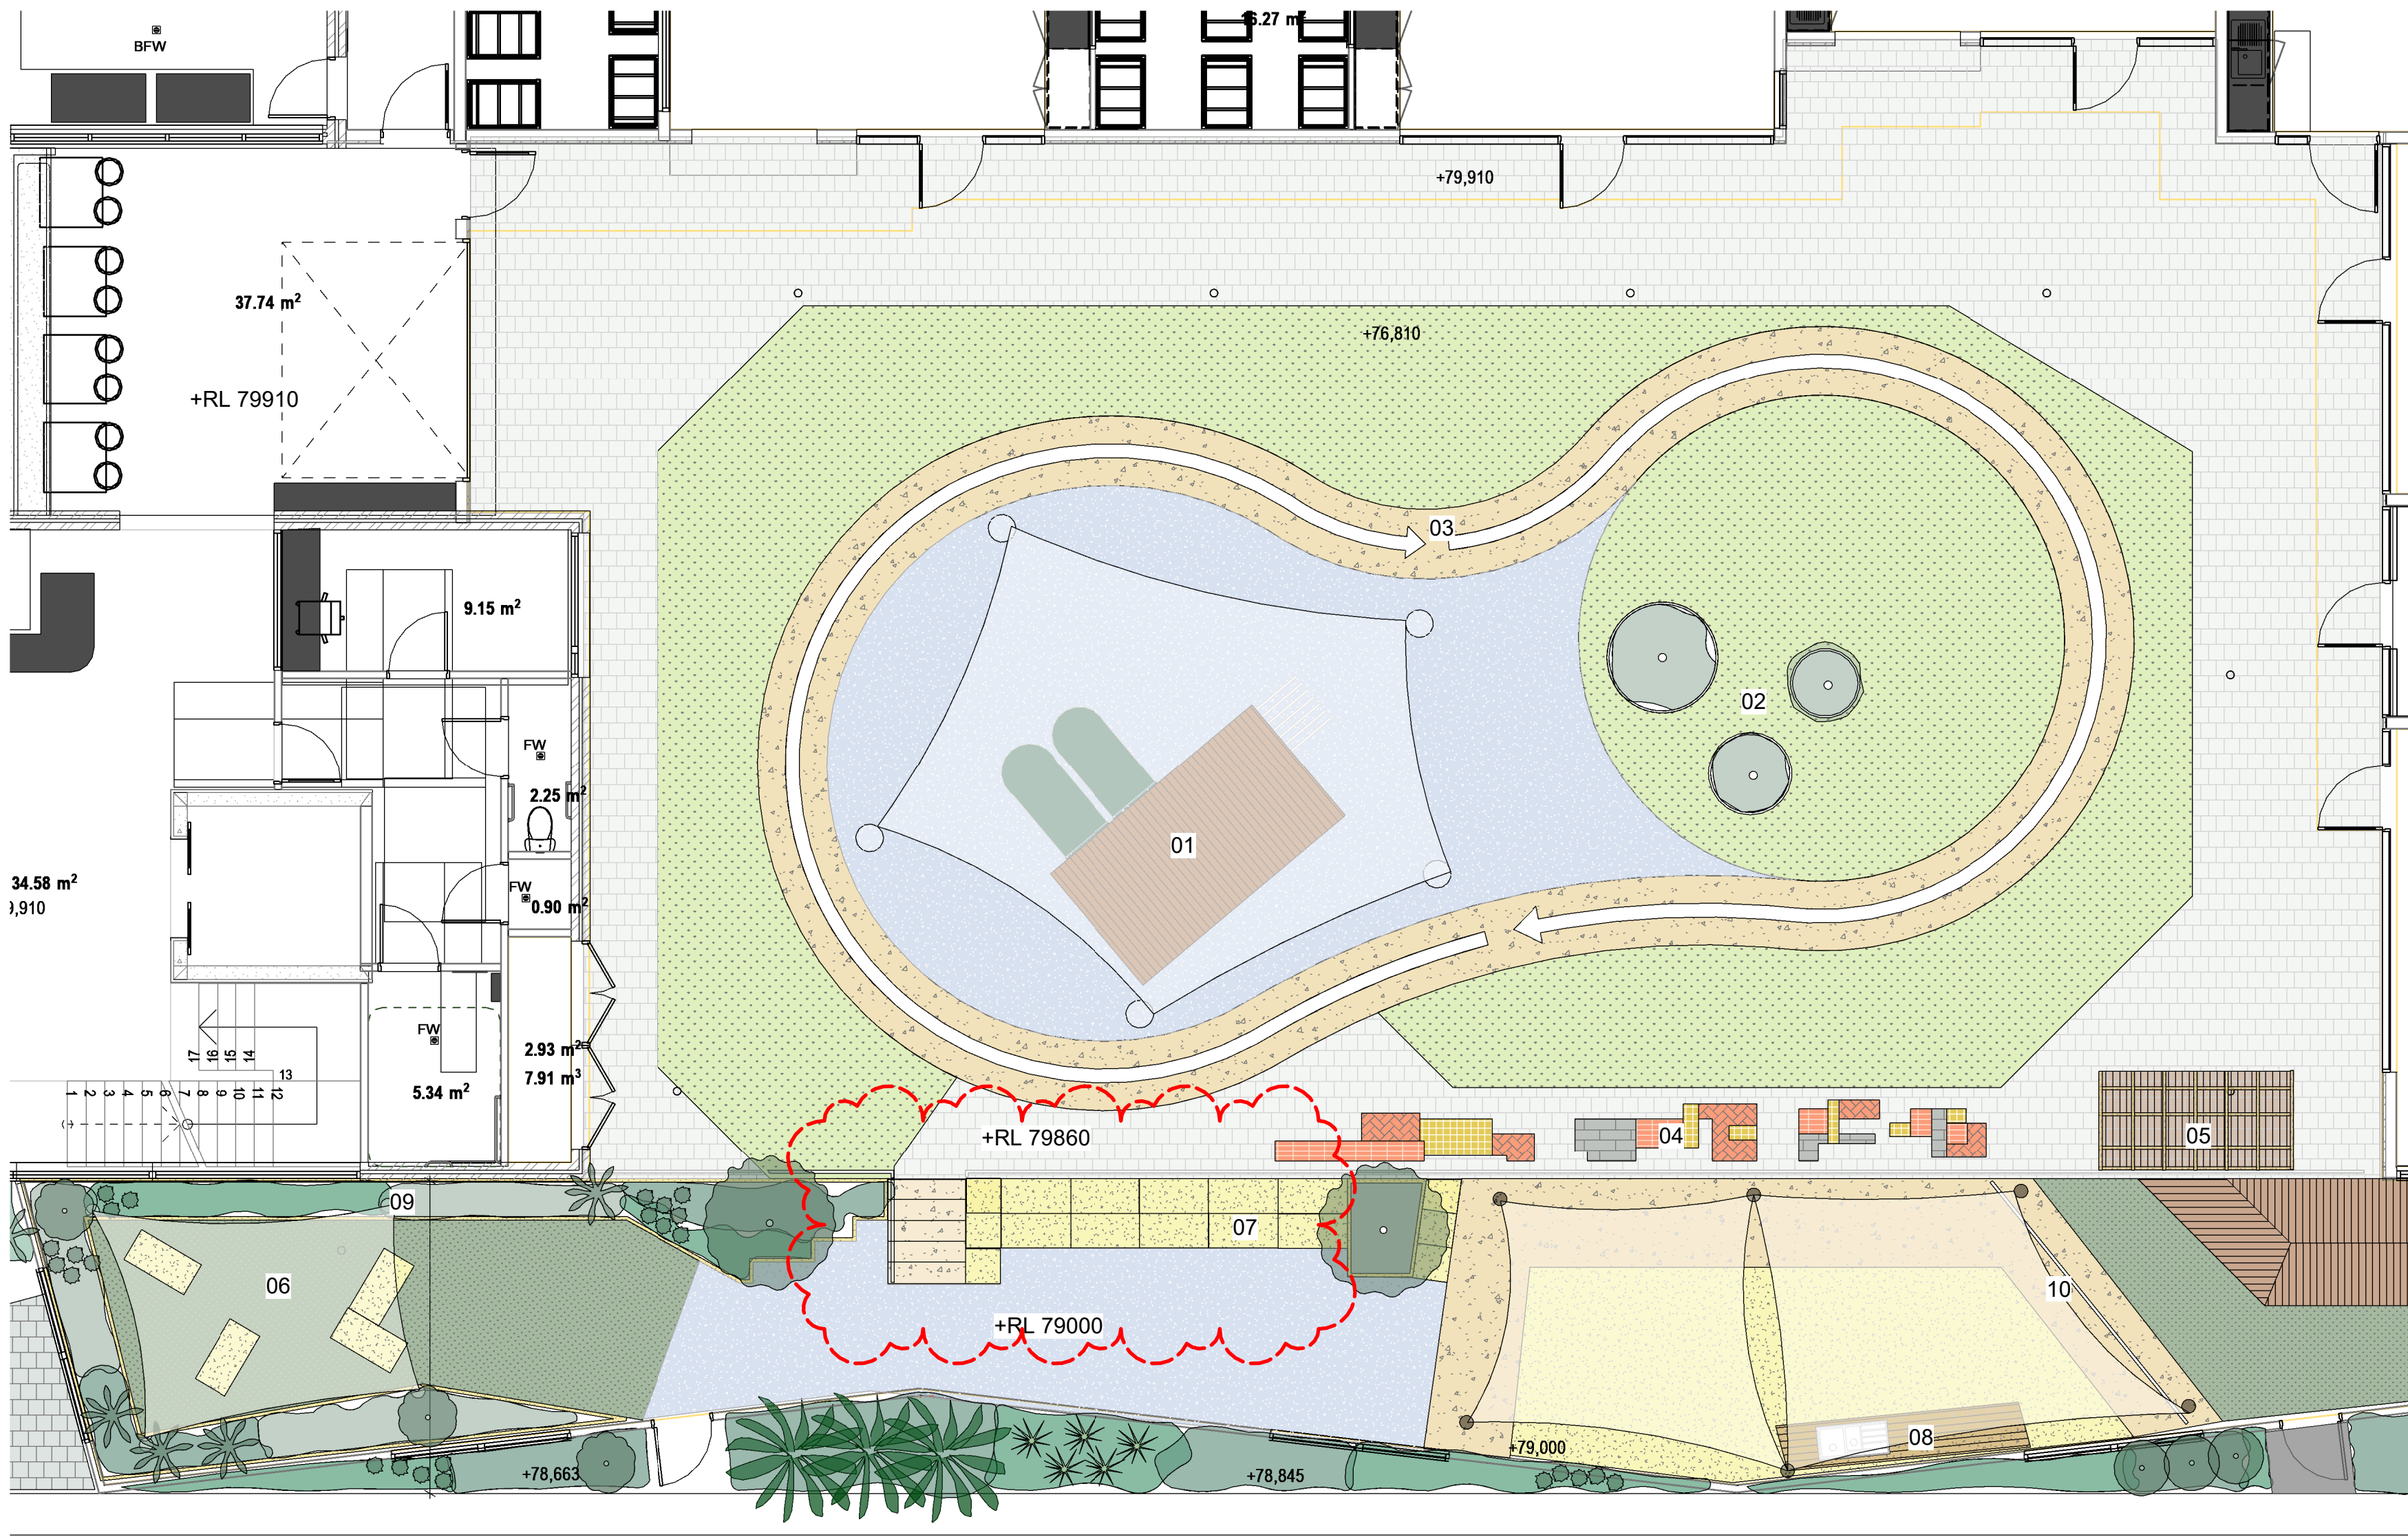 BFW
16.27 m²
+79,910
37.74 m²
+76,810
+RL 79910
03
9.15 m²
02
FW
2.25 m²
01
34.58 m²
FW
0.90 m²
9,910
FW
2.93 m²
7.91 m³
17 16 15 14
13
5.34 m²
1 2 3 4 5 6 7 8 9 10 11 12
+RL 79860
04
05
09
07
06
10
+RL 79000
08
+79,000
+78,663
+78,845